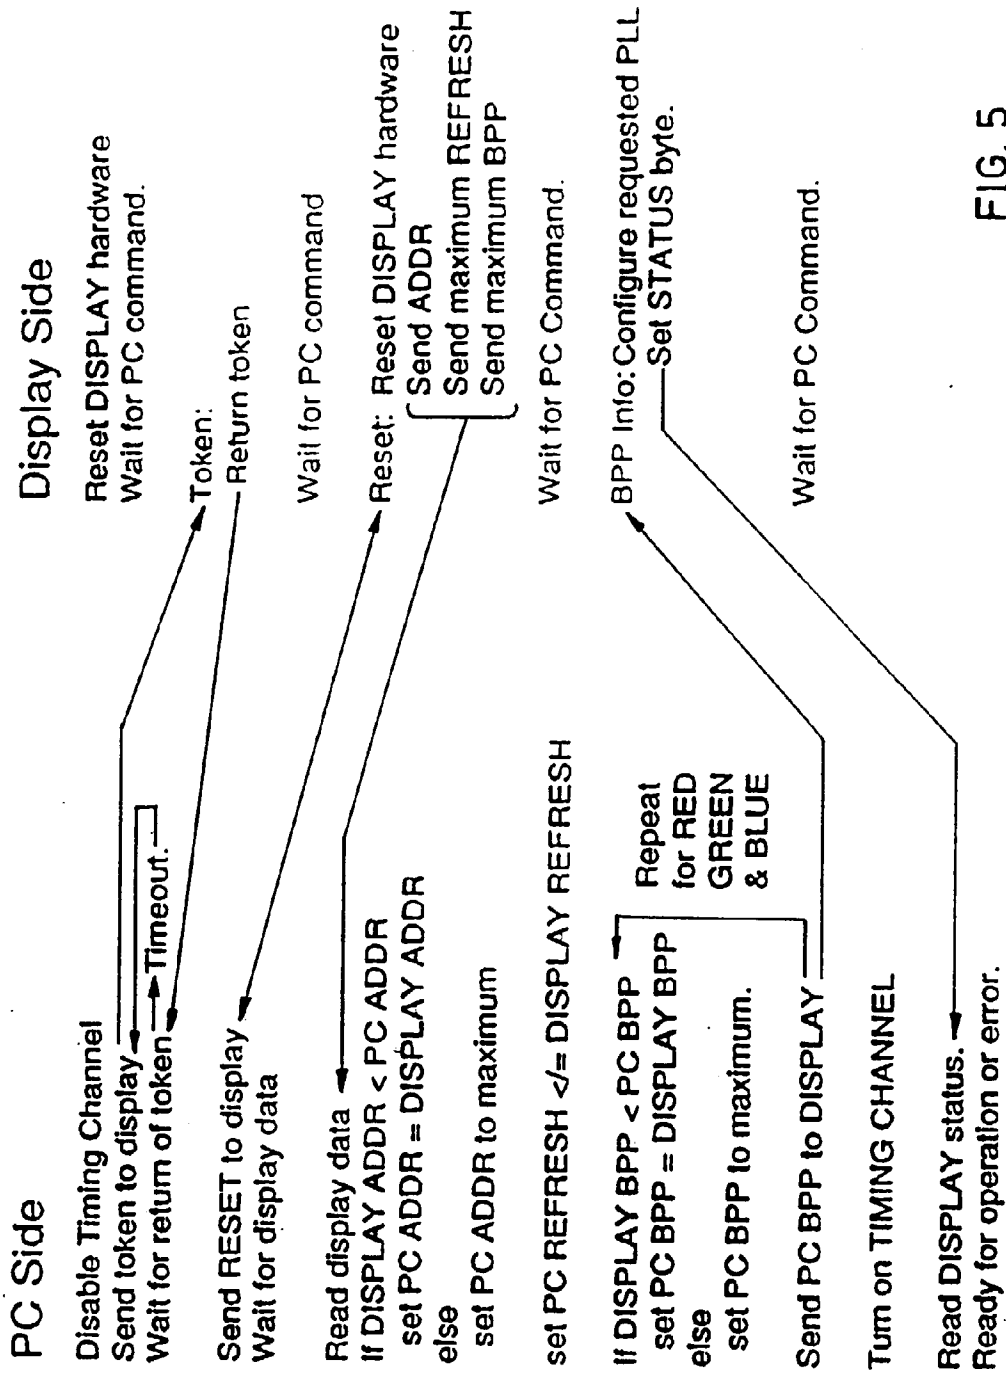 PC Side
Disable Timing Channel
Send token to display
Wait for return of token
Timeout.
Send RESET to display
Wait for display data
Read display data
If DISPLAY ADDR < PC ADDR
set PC ADDR = DISPLAY ADDR
else
set PC ADDR to maximum
set PC REFRESH </= DISPLAY REFRESH
If DISPLAY BPP < PC BPP
set PC BPP = DISPLAY BPP
else
set PC BPP to maximum.
Repeat
for RED
GREEN
& BLUE
Send PC BPP to DISPLAY
Turn on TIMING CHANNEL
Read DISPLAY status.
Ready for operation or error.
Display Side
Reset DISPLAY hardware
Wait for PC command.
Token:
Return token
Wait for PC command
Reset: Reset DISPLAY hardware
Send ADDR
Send maximum REFRESH
Send maximum BPP
Wait for PC Command.
BPP Info: Configure requested PLL
Set STATUS byte.
Wait for PC Command.
FIG. 5